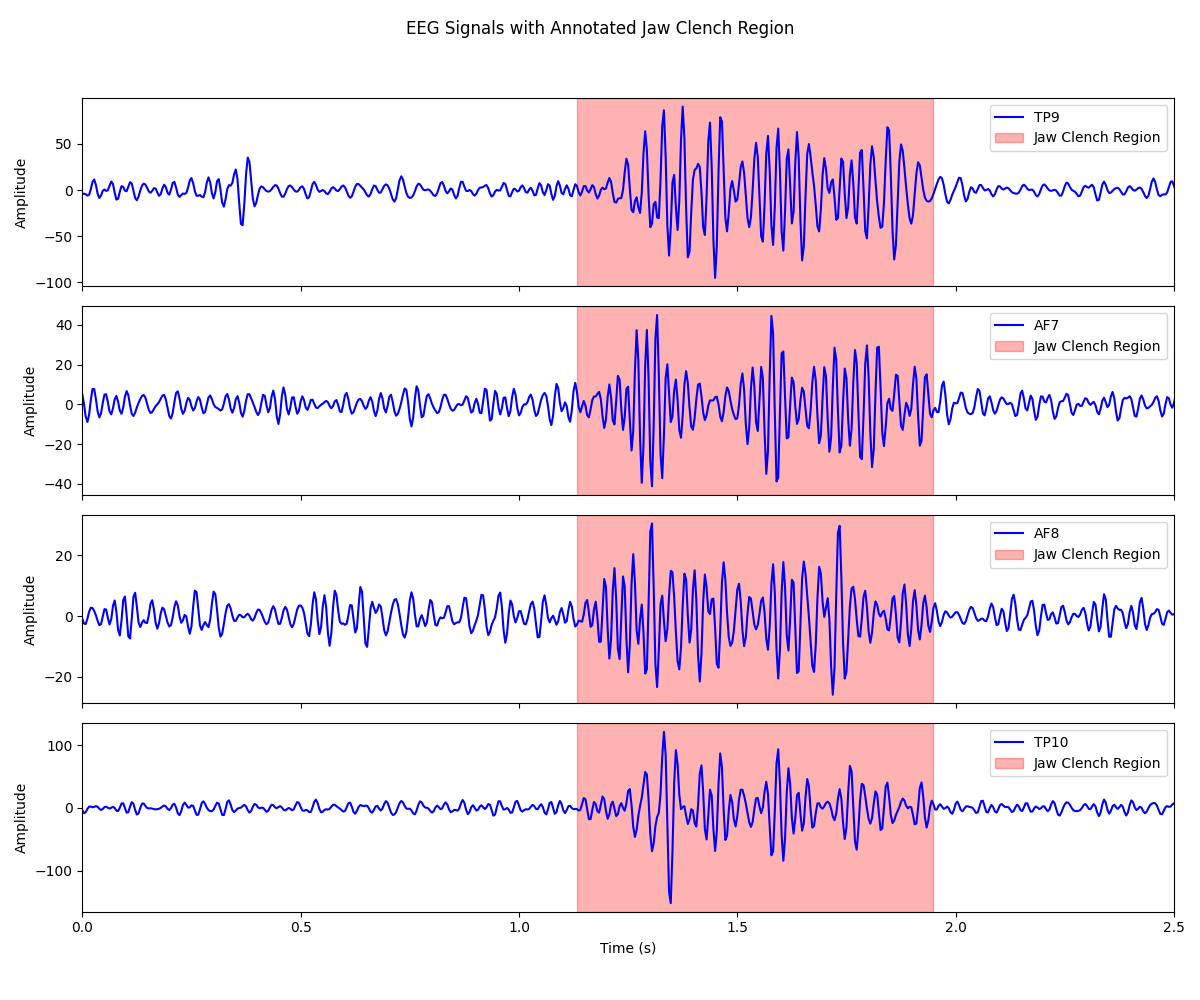 EEG Signals with Annotated Jaw Clench Region
Amplitude
50
0
−50
−100
TP9
Jaw Clench Region
Amplitude
40
20
0
−20
−40
AF7
Jaw Clench Region
Amplitude
20
0
−20
AF8
Jaw Clench Region
Amplitude
100
0
−100
TP10
Jaw Clench Region
0.0 0.5 1.0 1.5 2.0 2.5
Time (s)